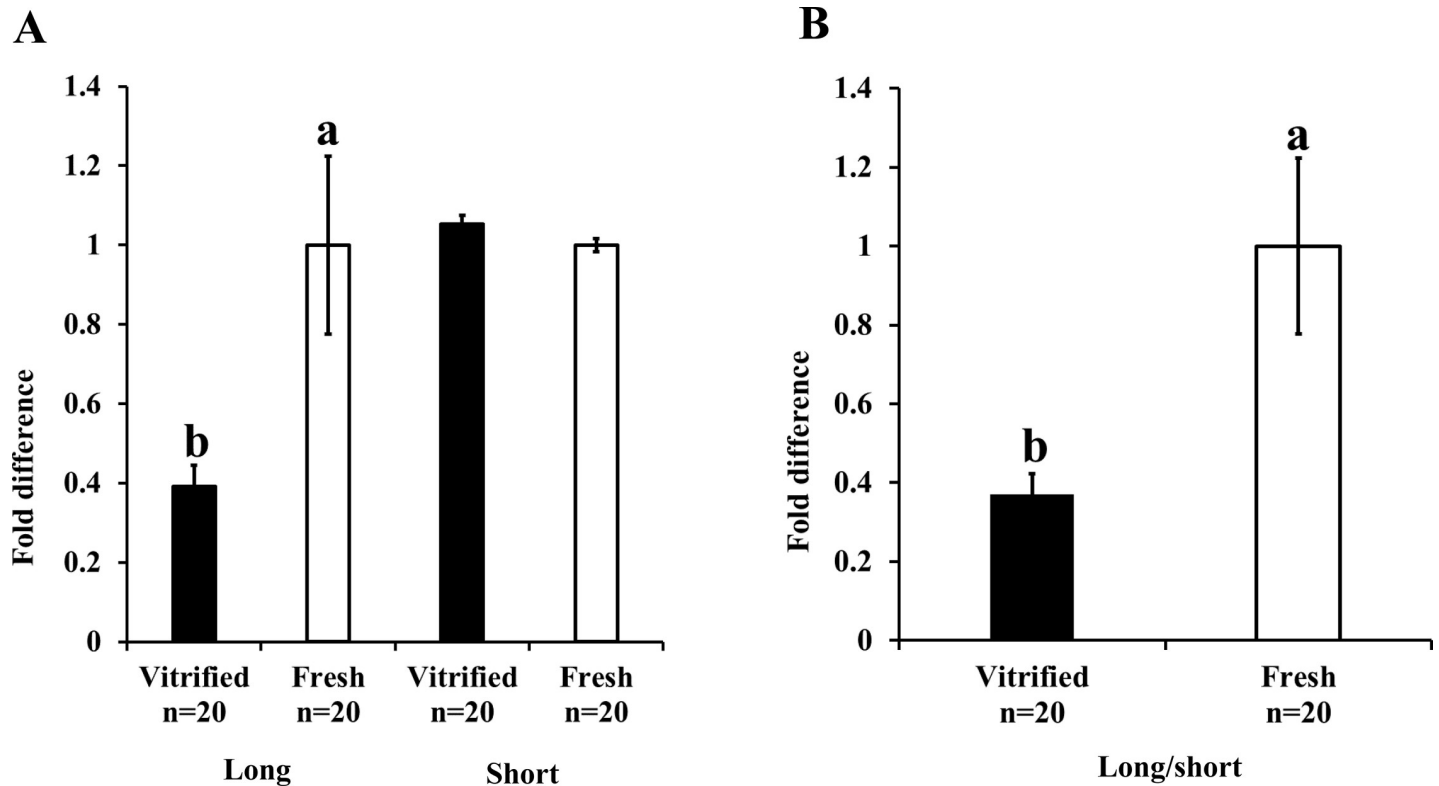 A
Fold difference
1.4
1.2
1
0.8
0.6
0.4
0.2
0
b
a
Vitrified Fresh Vitrified Fresh
n=20 n=20 n=20 n=20
Long Short
B
Fold difference
1.4
1.2
1
0.8
0.6
0.4
0.2
0
b
a
Vitrified Fresh
n=20 n=20
Long/short